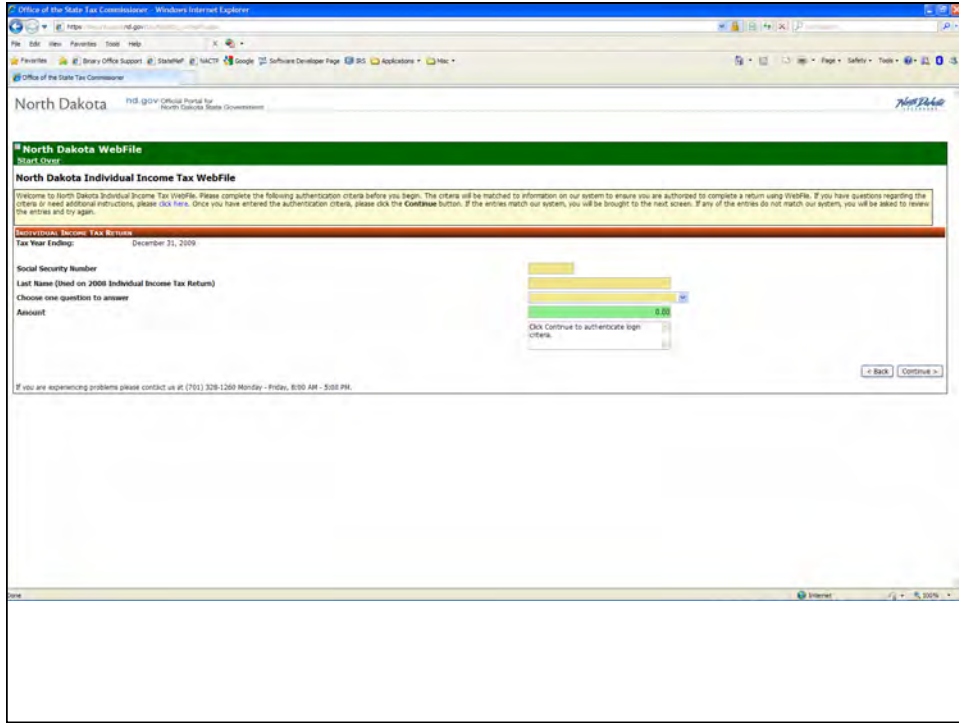 Office of the State Tax Commissioner - Windows Internet Explorer
File Edit View Favorites Tools Help
Favorites Binary Office Support StateMeF NACTP Google Software Developer Page IRS Applications Misc
Page Safety Tools
Office of the State Tax Commissioner
North Dakota nd.gov Official Portal for North Dakota State Government
North Dakota
North Dakota WebFile
Start Over
North Dakota Individual Income Tax WebFile
Welcome to North Dakota Individual Income Tax WebFile. Please complete the following authentication criteria before you begin. The criteria will be matched to information on our system to ensure you are authorized to complete a return using WebFile. If you have questions regarding the
criteria or need additional instructions, please click here. Once you have entered the authentication criteria, please click the Continue button. If the entries match our system, you will be brought to the next screen. If any of the entries do not match our system, you will be asked to review
the entries and try again.
INDIVIDUAL INCOME TAX RETURN
Tax Year Ending: December 31, 2009
Social Security Number
Last Name (Used on 2008 Individual Income Tax Return)
Choose one question to answer
Amount 0.00
Click Continue to authenticate login
criteria.
< Back Continue >
If you are experiencing problems please contact us at (701) 328-1260 Monday - Friday, 8:00 AM - 5:00 PM.
Done Internet 100%